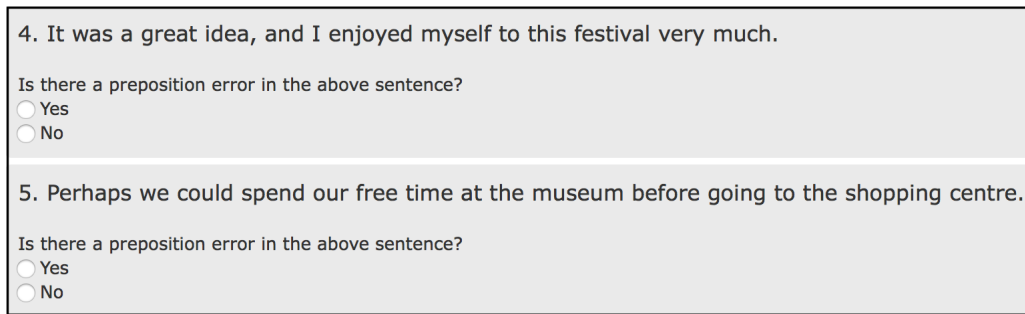 4. It was a great idea, and I enjoyed myself to this festival very much.
Is there a preposition error in the above sentence?
Yes
No
5. Perhaps we could spend our free time at the museum before going to the shopping centre.
Is there a preposition error in the above sentence?
Yes
No